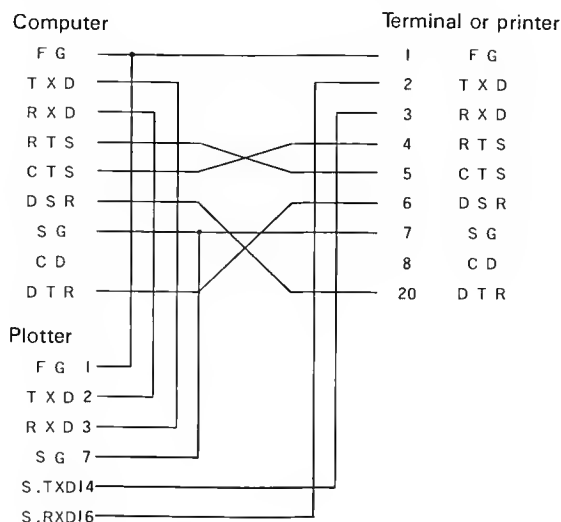 Computer Terminal or printer
F G 1 F G
T X D 2 T X D
R X D 3 R X D
R T S 4 R T S
C T S 5 C T S
D S R 6 D S R
S G 7 S G
C D 8 C D
D T R 20 D T R
Plotter
F G 1
T X D 2
R X D 3
S G 7
S.TXD14
S.RXD16